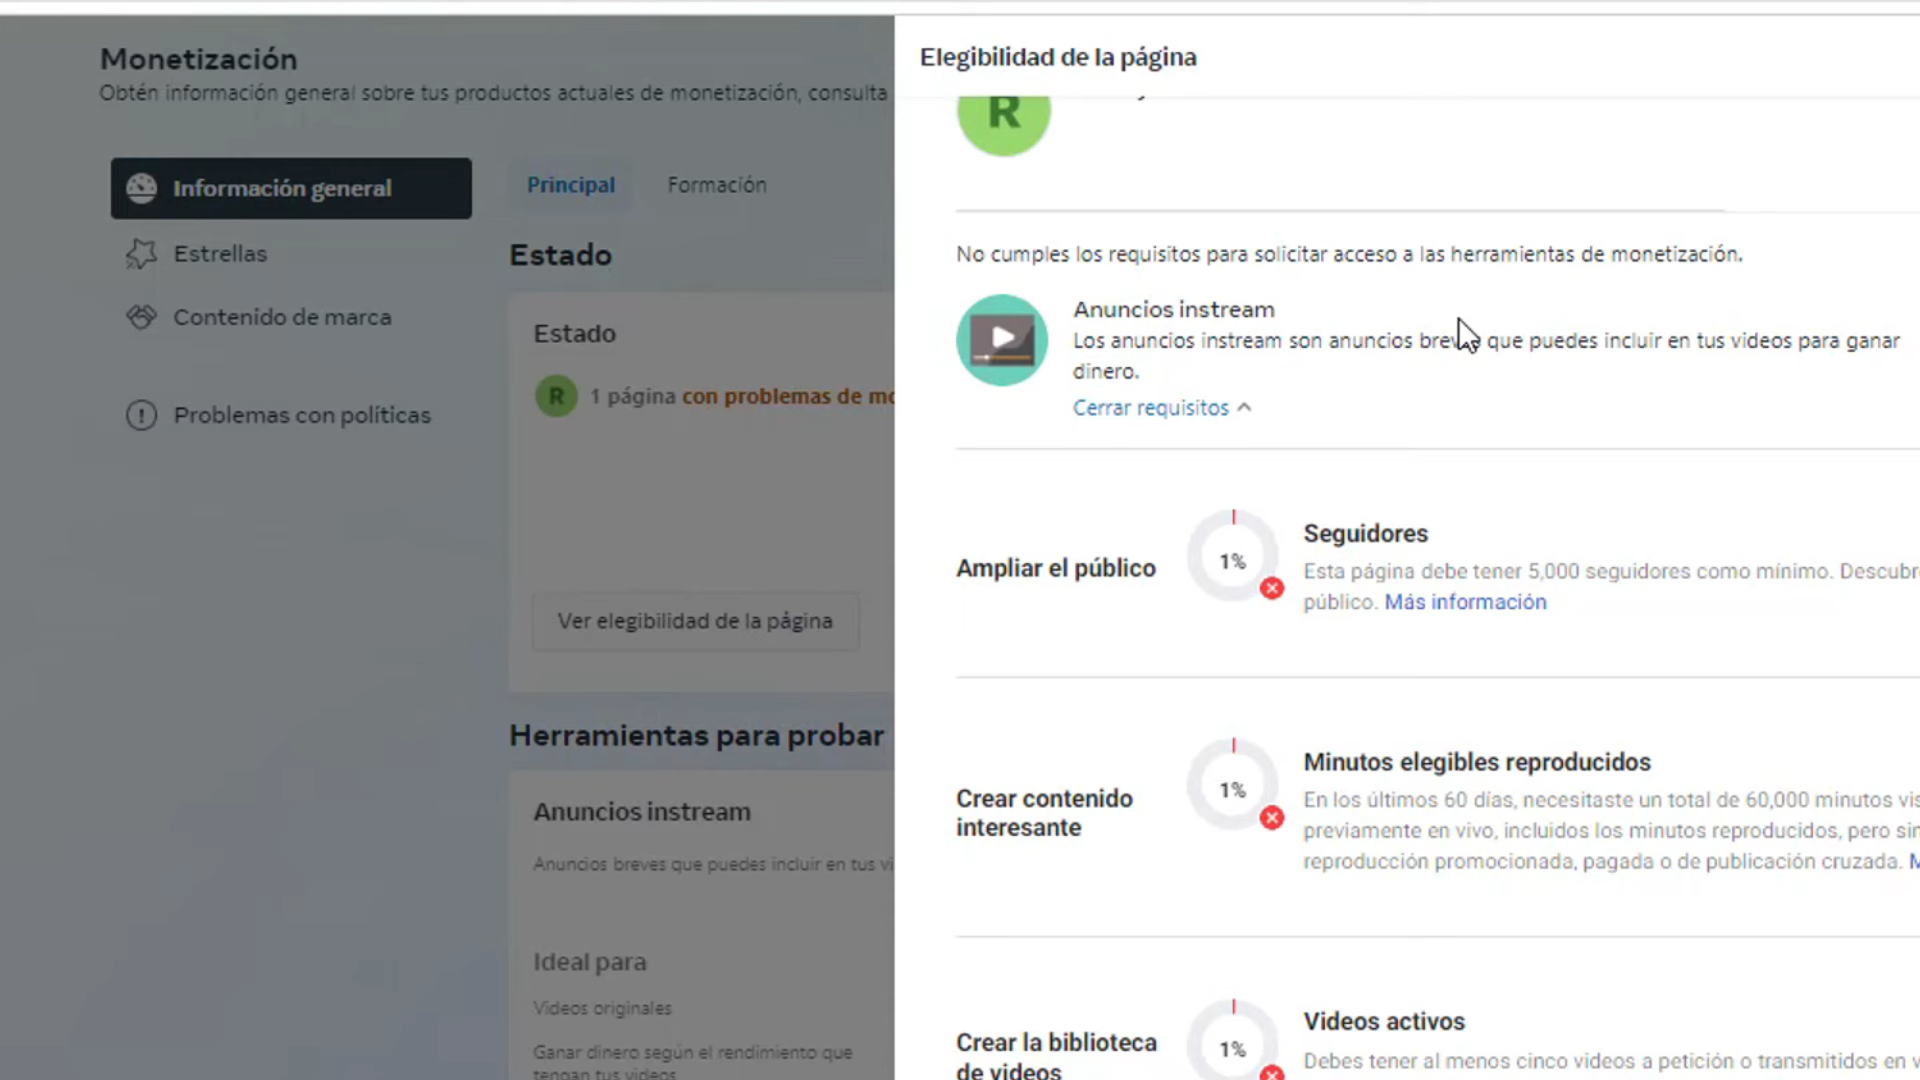 Monetización
Obtén información general sobre tus productos actuales de monetización, consulta
Información general
Estrellas
Contenido de marca
Problemas con políticas
Principal
Formación
Estado
Estado
R
1 página con problemas de mo
Ver elegibilidad de la página
Herramientas para probar
Anuncios instream
Anuncios breves que puedes incluir en tus vi
Ideal para
Videos originales
Ganar dinero según el rendimiento que
tengan tus videos
Elegibilidad de la página
R
No cumples los requisitos para solicitar acceso a las herramientas de monetización.
Anuncios instream
Los anuncios instream son anuncios breves que puedes incluir en tus videos para ganar
dinero.
Cerrar requisitos
Ampliar el público
1%
Seguidores
Esta página debe tener 5,000 seguidores como mínimo. Descubr
público. Más información
Crear contenido
interesante
1%
Minutos elegibles reproducidos
En los últimos 60 días, necesitaste un total de 60,000 minutos vis
previamente en vivo, incluidos los minutos reproducidos, pero sin
reproducción promocionada, pagada o de publicación cruzada. M
Crear la biblioteca
de videos
1%
Videos activos
Debes tener al menos cinco videos a petición o transmitidos en v